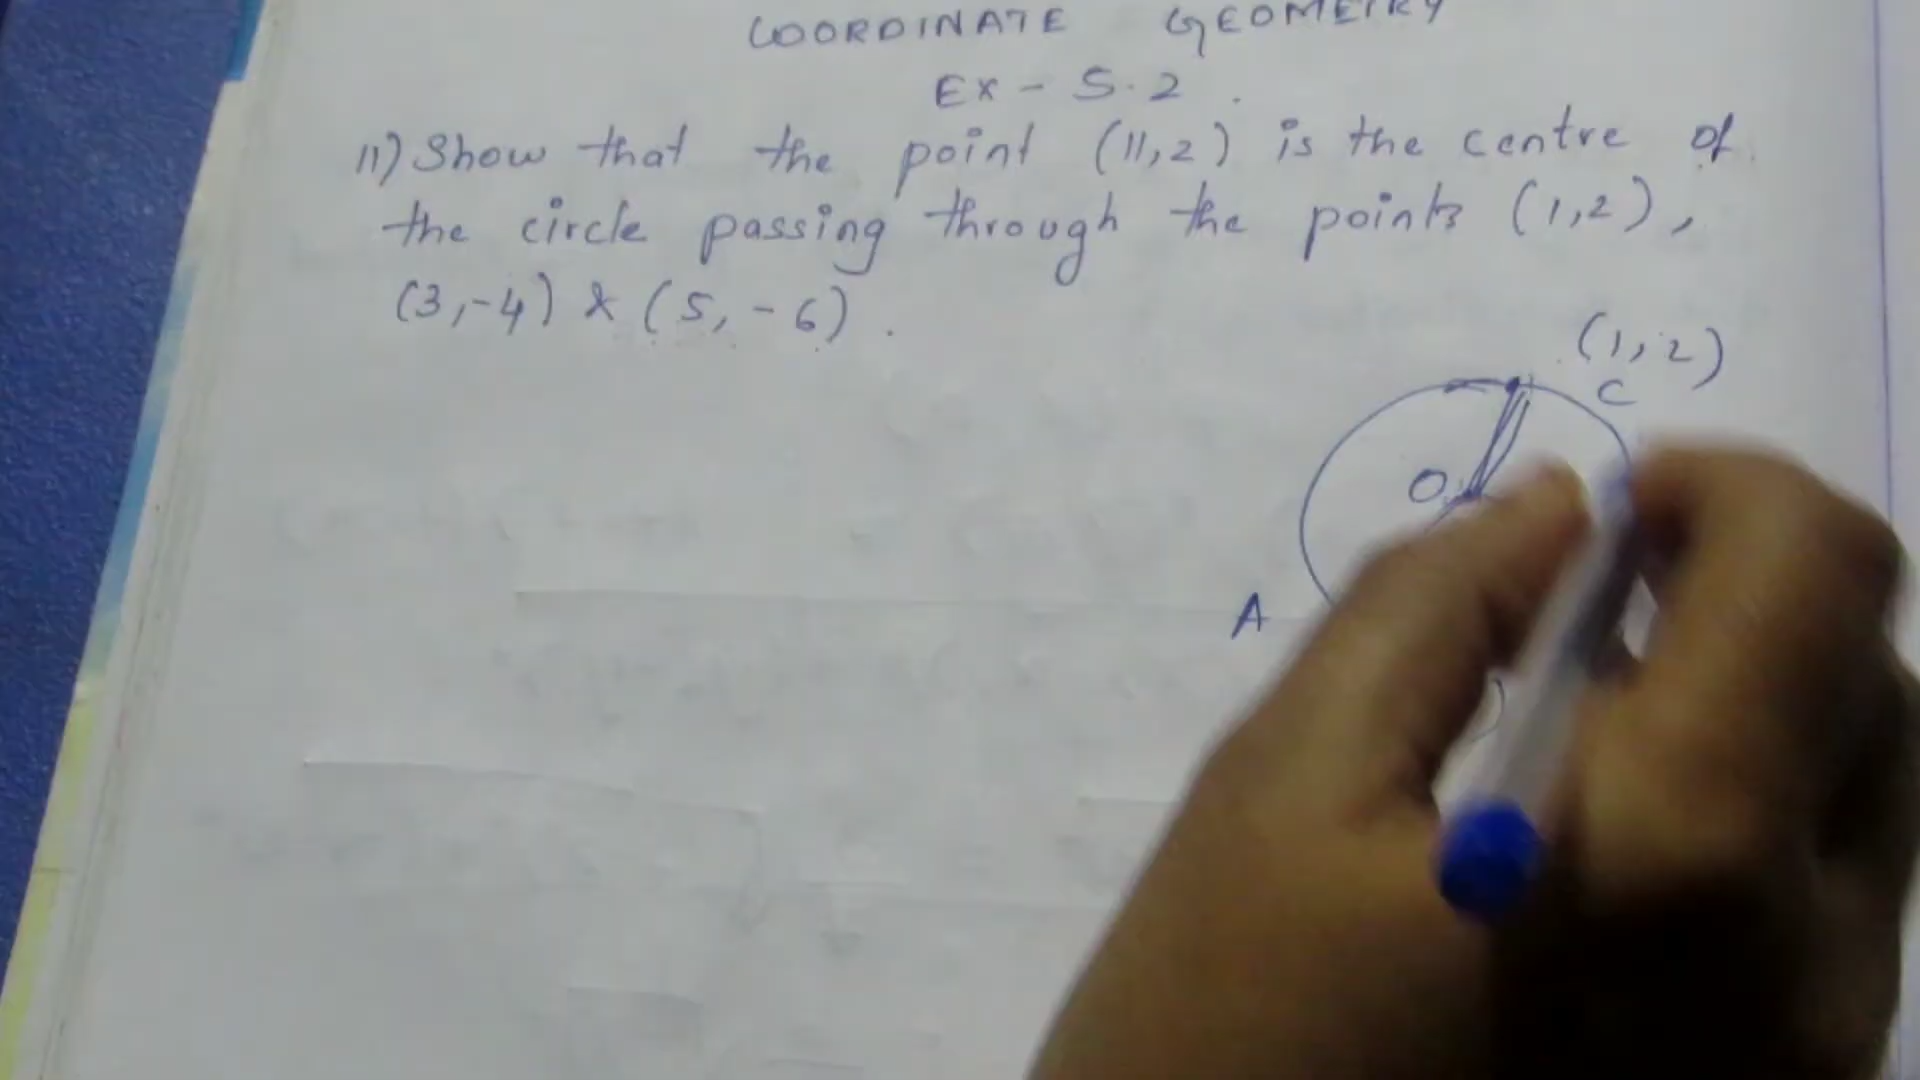 COORDINATE GEOMETRY
EX - 5.2.
11) Show that the point (11,2) is the centre of
the circle passing through the points (1,2),
(3,-4) & (5,-6).
(1,2)
C
O
A